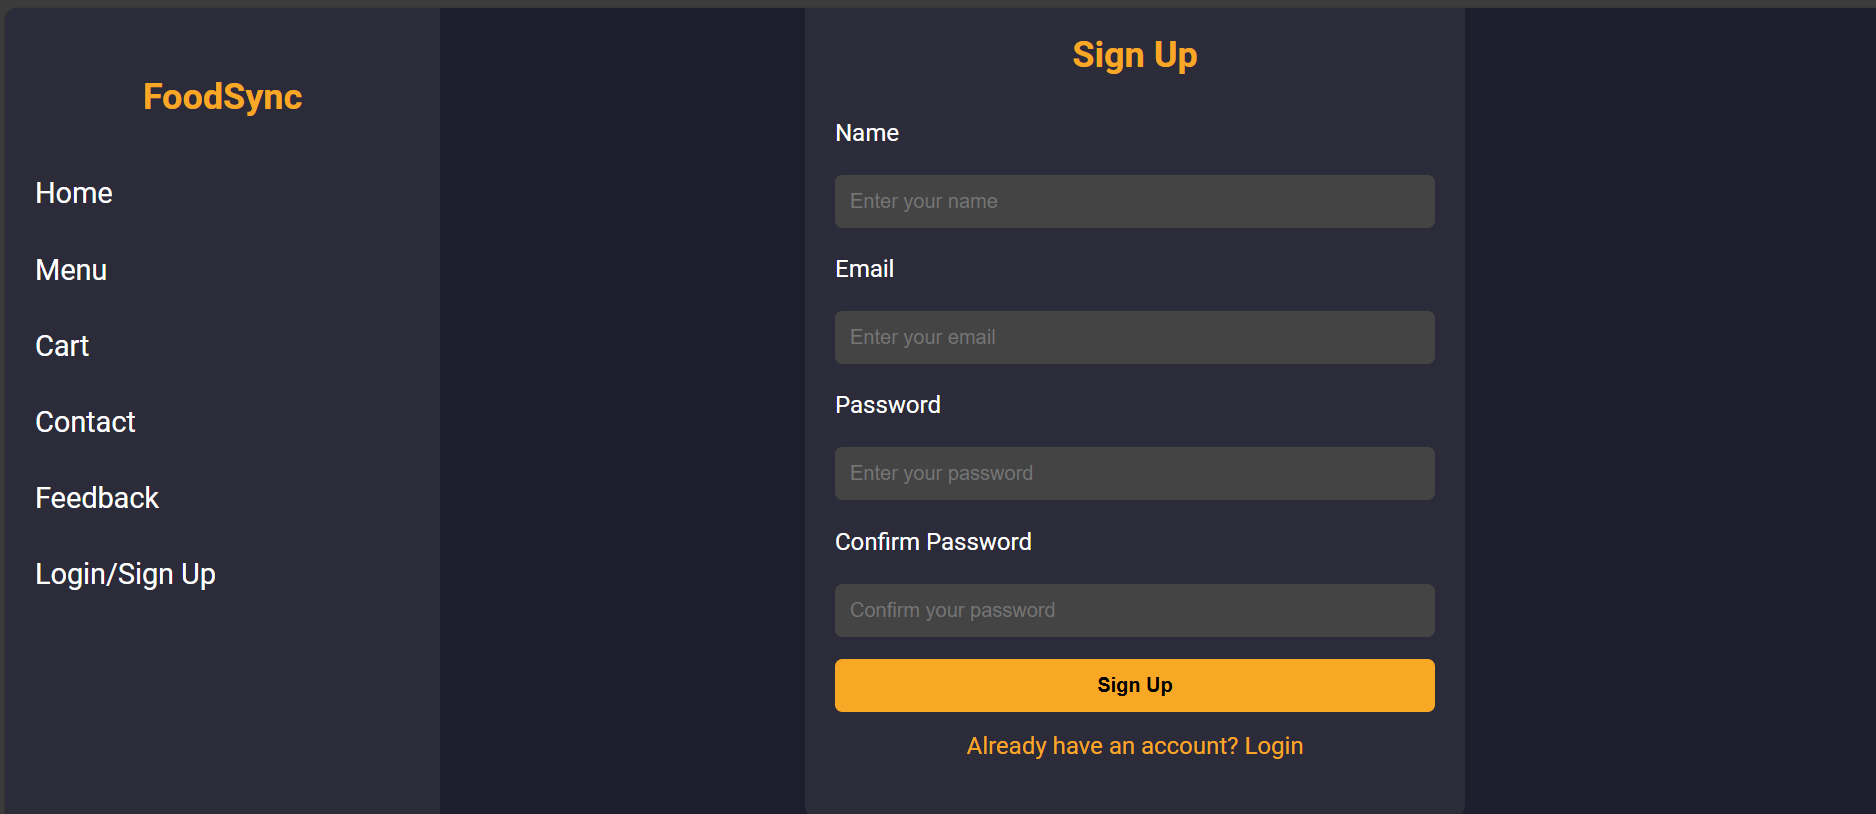 FoodSync
Home
Menu
Cart
Contact
Feedback
Login/Sign Up
Sign Up
Name
Enter your name
Email
Enter your email
Password
Enter your password
Confirm Password
Confirm your password
Sign Up
Already have an account? Login